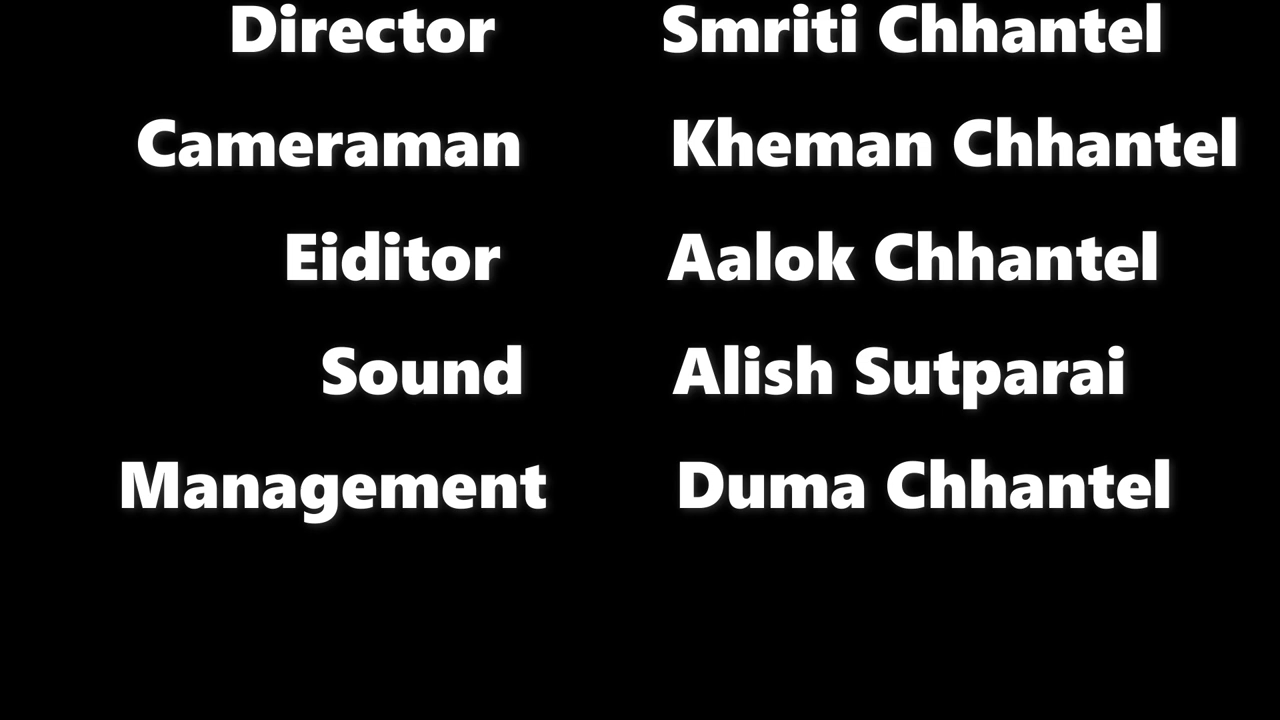 Director Smriti Chhantel
Cameraman Kheman Chhantel
Eiditor Aalok Chhantel
Sound Alish Sutparai
Management Duma Chhantel